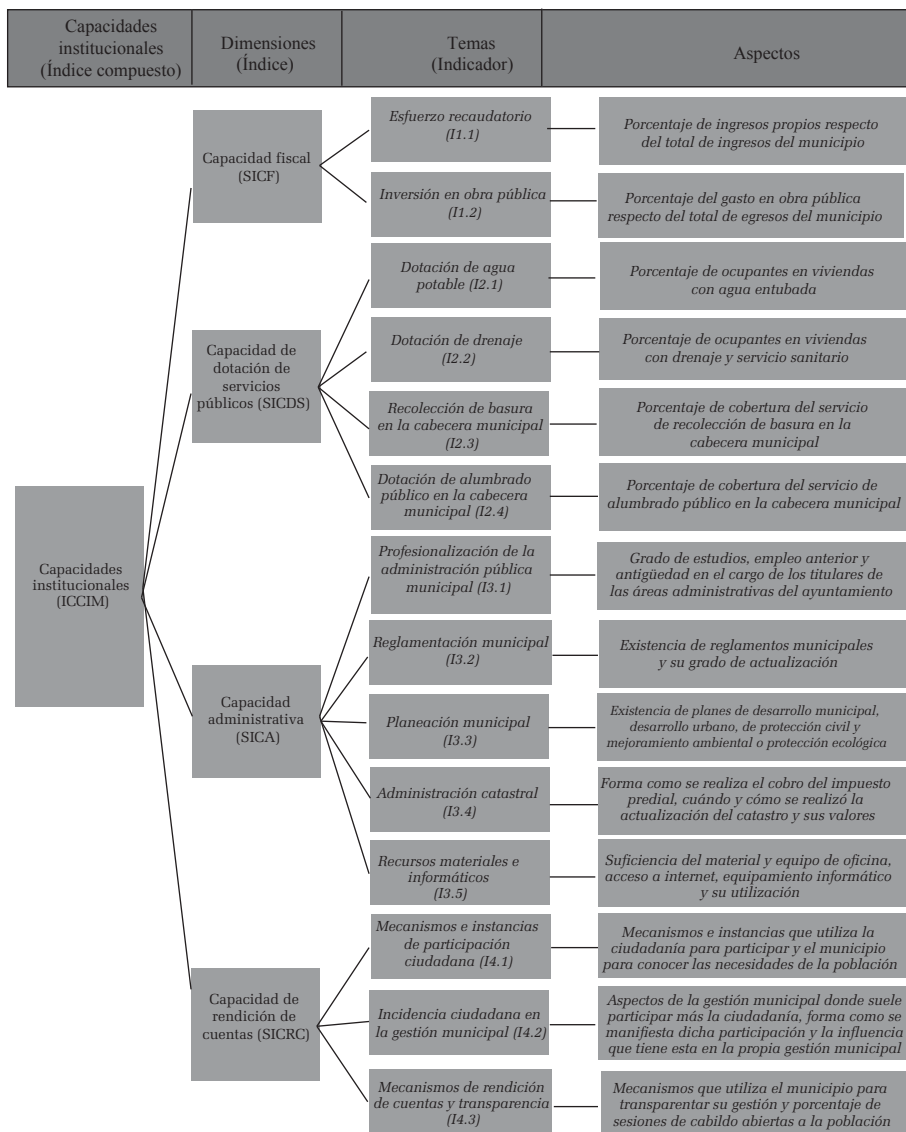 Capacidades
institucionales
(Índice compuesto)
Dimensiones
(Índice)
Temas
(Indicador)
Aspectos
Capacidades
institucionales
(ICCIM)
Capacidad fiscal
(SICF)
Esfuerzo recaudatorio
(I1.1)
Porcentaje de ingresos propios respecto
del total de ingresos del municipio
Inversión en obra pública
(I1.2)
Porcentaje del gasto en obra pública
respecto del total de egresos del municipio
Capacidad de
dotación de
servicios
públicos (SICDS)
Dotación de agua
potable (I2.1)
Porcentaje de ocupantes en viviendas
con agua entubada
Dotación de drenaje
(I2.2)
Porcentaje de ocupantes en viviendas
con drenaje y servicio sanitario
Recolección de basura
en la cabecera municipal
(I2.3)
Porcentaje de cobertura del servicio
de recolección de basura en la
cabecera municipal
Dotación de alumbrado
público en la cabecera
municipal (I2.4)
Porcentaje de cobertura del servicio de
alumbrado público en la cabecera municipal
Capacidad
administrativa
(SICA)
Profesionalización de la
administración pública
municipal (I3.1)
Grado de estudios, empleo anterior y
antigüedad en el cargo de los titulares de
las áreas administrativas del ayuntamiento
Reglamentación municipal
(I3.2)
Existencia de reglamentos municipales
y su grado de actualización
Planeación municipal
(I3.3)
Existencia de planes de desarrollo municipal,
desarrollo urbano, de protección civil y
mejoramiento ambiental o protección ecológica
Administración catastral
(I3.4)
Forma como se realiza el cobro del impuesto
predial, cuándo y cómo se realizó la
actualización del catastro y sus valores
Recursos materiales e
informáticos
(I3.5)
Suficiencia del material y equipo de oficina,
acceso a internet, equipamiento informático
y su utilización
Capacidad de
rendición de
cuentas (SICRC)
Mecanismos e instancias
de participación
ciudadana (I4.1)
Mecanismos e instancias que utiliza la
ciudadanía para participar y el municipio
para conocer las necesidades de la población
Incidencia ciudadana en
la gestión municipal (I4.2)
Aspectos de la gestión municipal donde suele
participar más la ciudadanía, forma como se
manifiesta dicha participación y la influencia
que tiene esta en la propia gestión municipal
Mecanismos de rendición
de cuentas y transparencia
(I4.3)
Mecanismos que utiliza el municipio para
transparentar su gestión y porcentaje de
sesiones de cabildo abiertas a la población